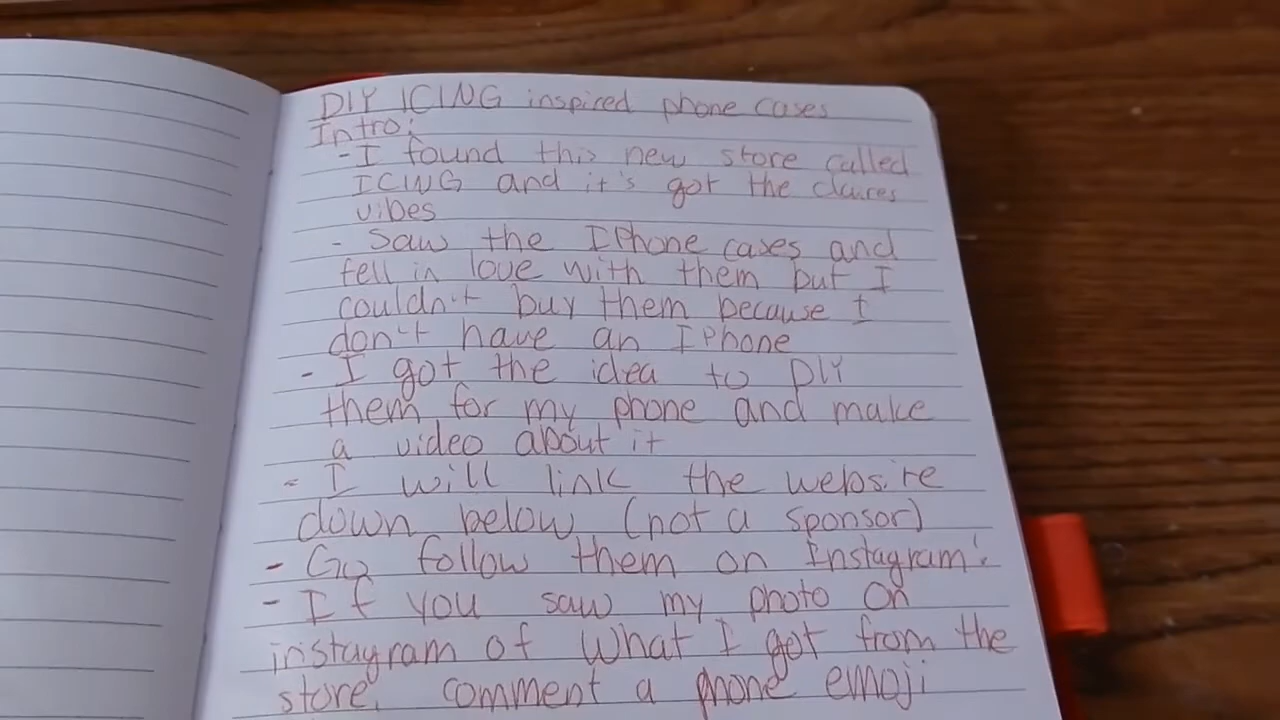 DIY ICING inspired phone cases
Intro:
- I found this new store called
ICING and it's got the claires
vibes
- Saw the IPhone cases and
fell in love with them but I
couldn't buy them because I
don't have an IPhone
- I got the idea to DIY
them for my phone and make
a video about it
- I will link the website
down below (not a sponsor)
- Go follow them on Instagram!
- If you saw my photo on
instagram of what I got from the
store, comment a phone emoji